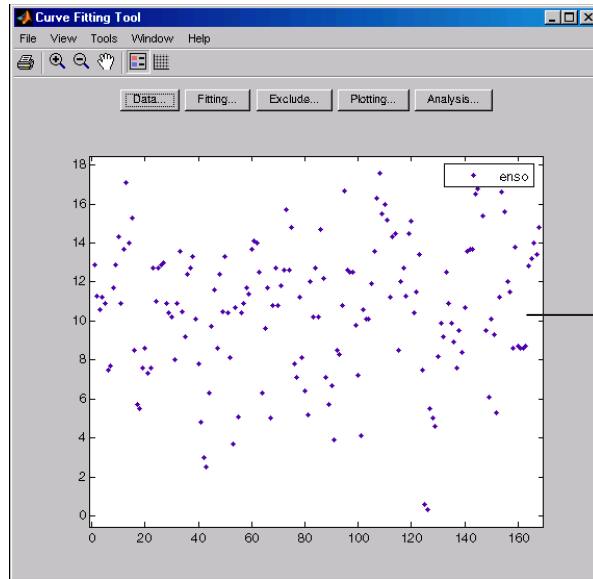 Curve Fitting Tool
File View Tools Window Help
Data... Fitting... Exclude... Plotting... Analysis...
enso
18
16
14
12
10
8
6
4
2
0
0 20 40 60 80 100 120 140 160